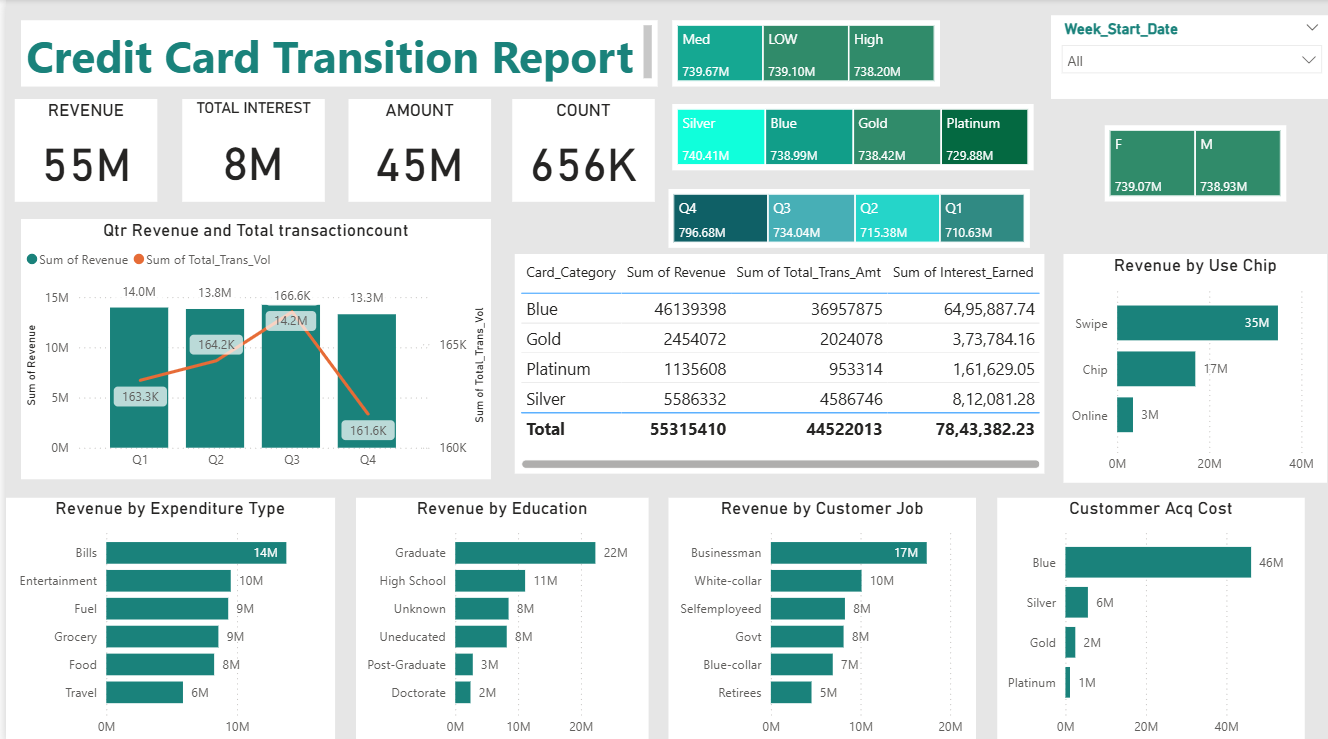 Credit Card Transition Report
Med LOW High
739.67M 739.10M 738.20M
Week_Start_Date
All
REVENUE
55M
TOTAL INTEREST
8M
AMOUNT
45M
COUNT
656K
Silver Blue Gold Platinum
740.41M 738.99M 738.42M 729.88M
F M
739.07M 738.93M
Q4 Q3 Q2 Q1
796.68M 734.04M 715.38M 710.63M
Qtr Revenue and Total transactioncount
Sum of Revenue Sum of Total_Trans_Vol
15M
10M
5M
0M
Sum of Revenue
14.0M 13.8M 166.6K 13.3M
14.2M
164.2K
163.3K
161.6K
165K
160K
Sum of Total_Trans_Vol
Q1 Q2 Q3 Q4
Card_Category Sum of Revenue Sum of Total_Trans_Amt Sum of Interest_Earned
Blue 46139398 36957875 64,95,887.74
Gold 2454072 2024078 3,73,784.16
Platinum 1135608 953314 1,61,629.05
Silver 5586332 4586746 8,12,081.28
Total 55315410 44522013 78,43,382.23
Revenue by Use Chip
Swipe 35M
Chip 17M
Online 3M
0M 20M 40M
Revenue by Expenditure Type
Bills 14M
Entertainment 10M
Fuel 9M
Grocery 9M
Food 8M
Travel 6M
0M 10M
Revenue by Education
Graduate 22M
High School 11M
Unknown 8M
Uneducated 8M
Post-Graduate 3M
Doctorate 2M
0M 10M 20M
Revenue by Customer Job
Businessman 17M
White-collar 10M
Selfemployeed 8M
Govt 8M
Blue-collar 7M
Retirees 5M
0M 10M 20M
Custommer Acq Cost
Blue 46M
Silver 6M
Gold 2M
Platinum 1M
0M 20M 40M